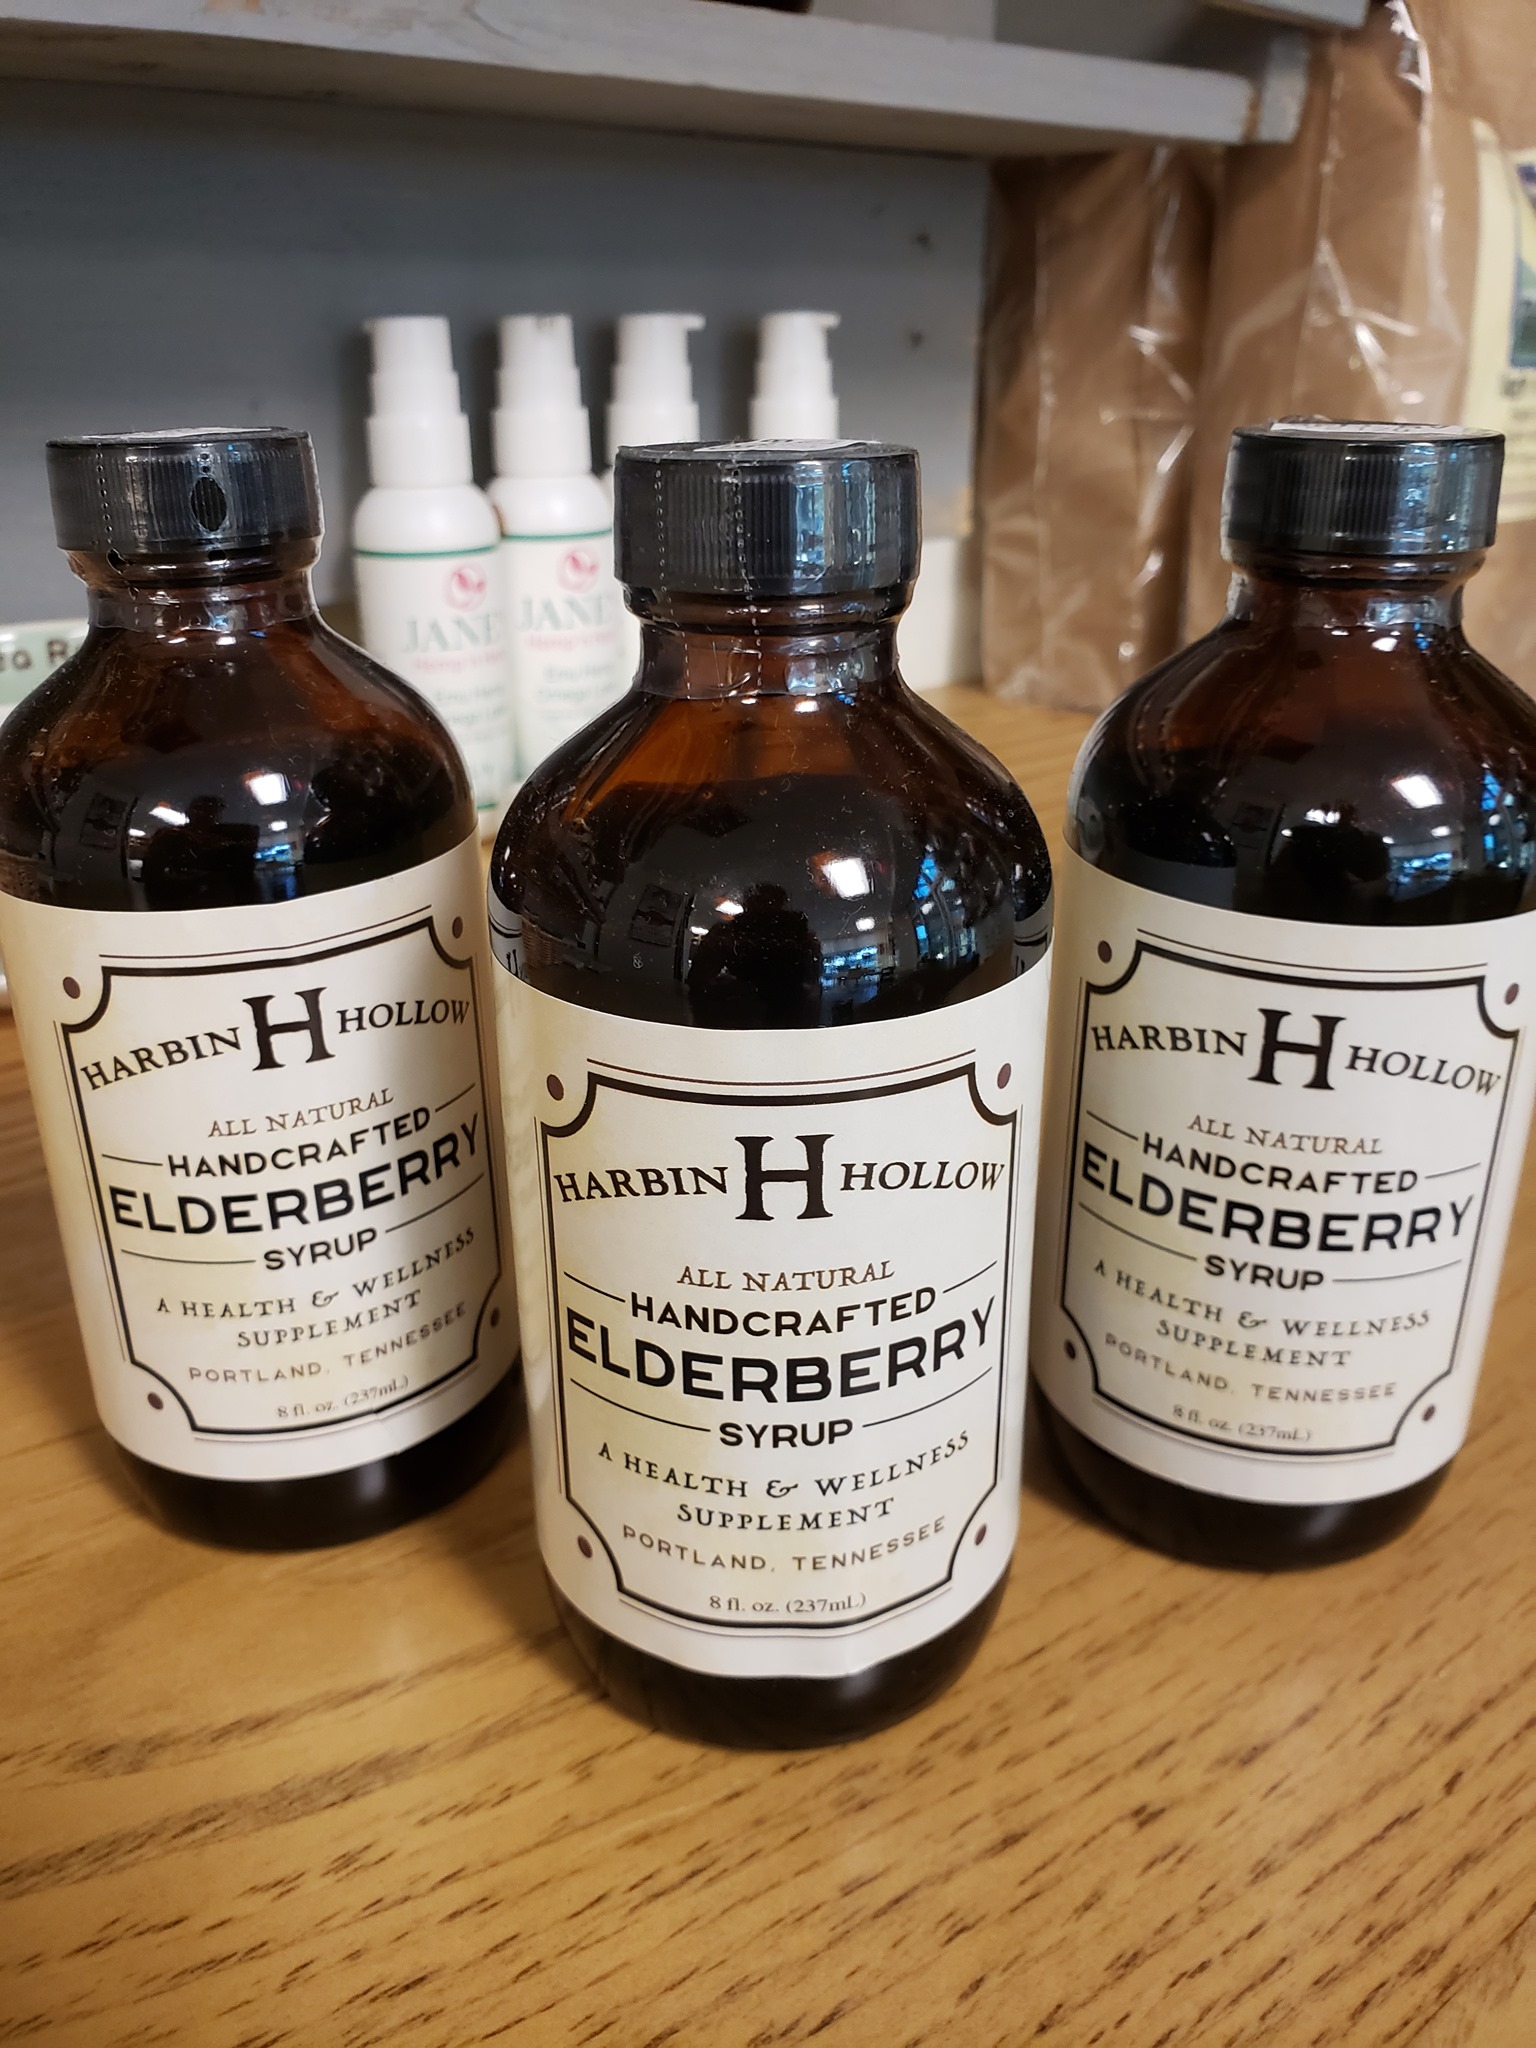 HARBIN H HOLLOW
ALL NATURAL
HANDCRAFTED
ELDERBERRY
SYRUP
A HEALTH & WELLNESS
SUPPLEMENT
PORTLAND, TENNESSEE
8 fl. oz. (237mL)
HARBIN H HOLLOW
ALL NATURAL
HANDCRAFTED
ELDERBERRY
SYRUP
A HEALTH & WELLNESS
SUPPLEMENT
PORTLAND, TENNESSEE
8 fl. oz. (237mL)
HARBIN H HOLLOW
ALL NATURAL
HANDCRAFTED
ELDERBERRY
SYRUP
A HEALTH & WELLNESS
SUPPLEMENT
PORTLAND, TENNESSEE
8 fl. oz. (237mL)
JANE
JANE